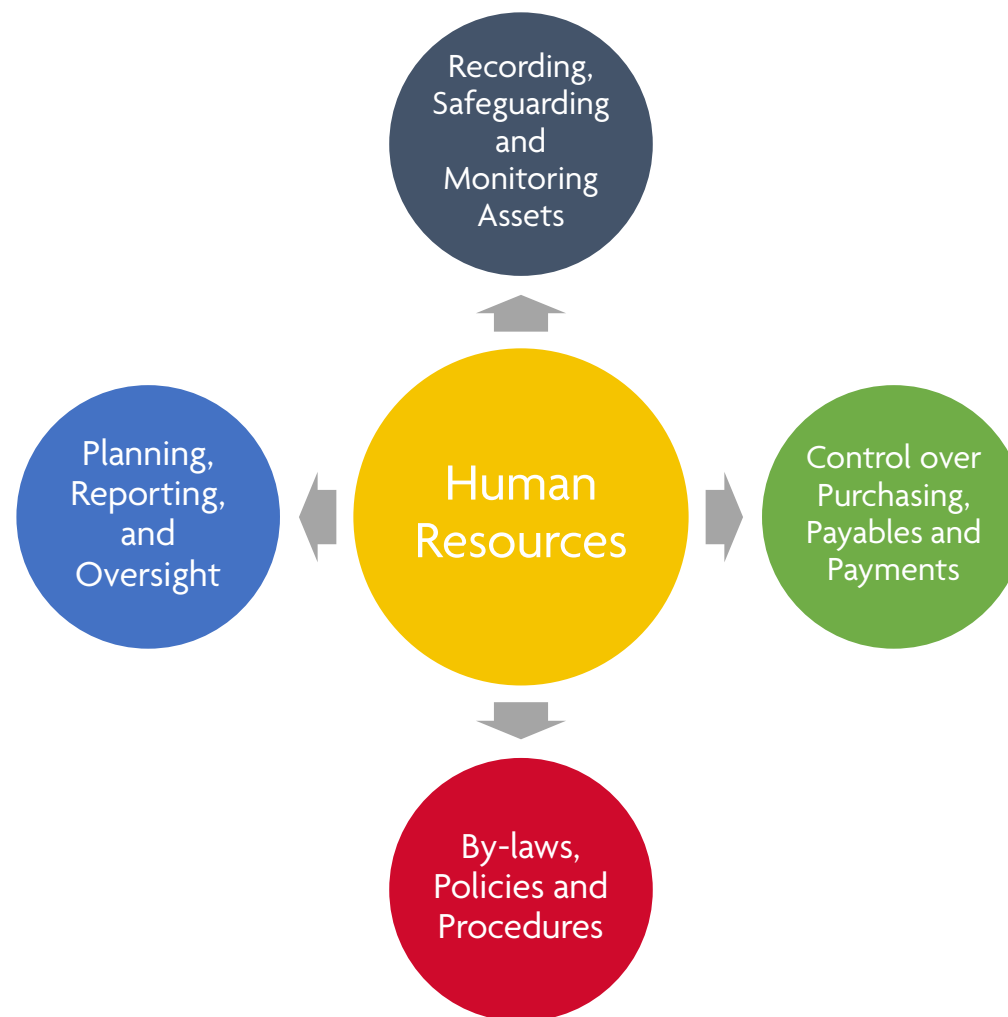 Recording,
Safeguarding
and
Monitoring
Assets
Planning,
Reporting,
and
Oversight
Human
Resources
Control over
Purchasing,
Payables and
Payments
By-laws,
Policies and
Procedures